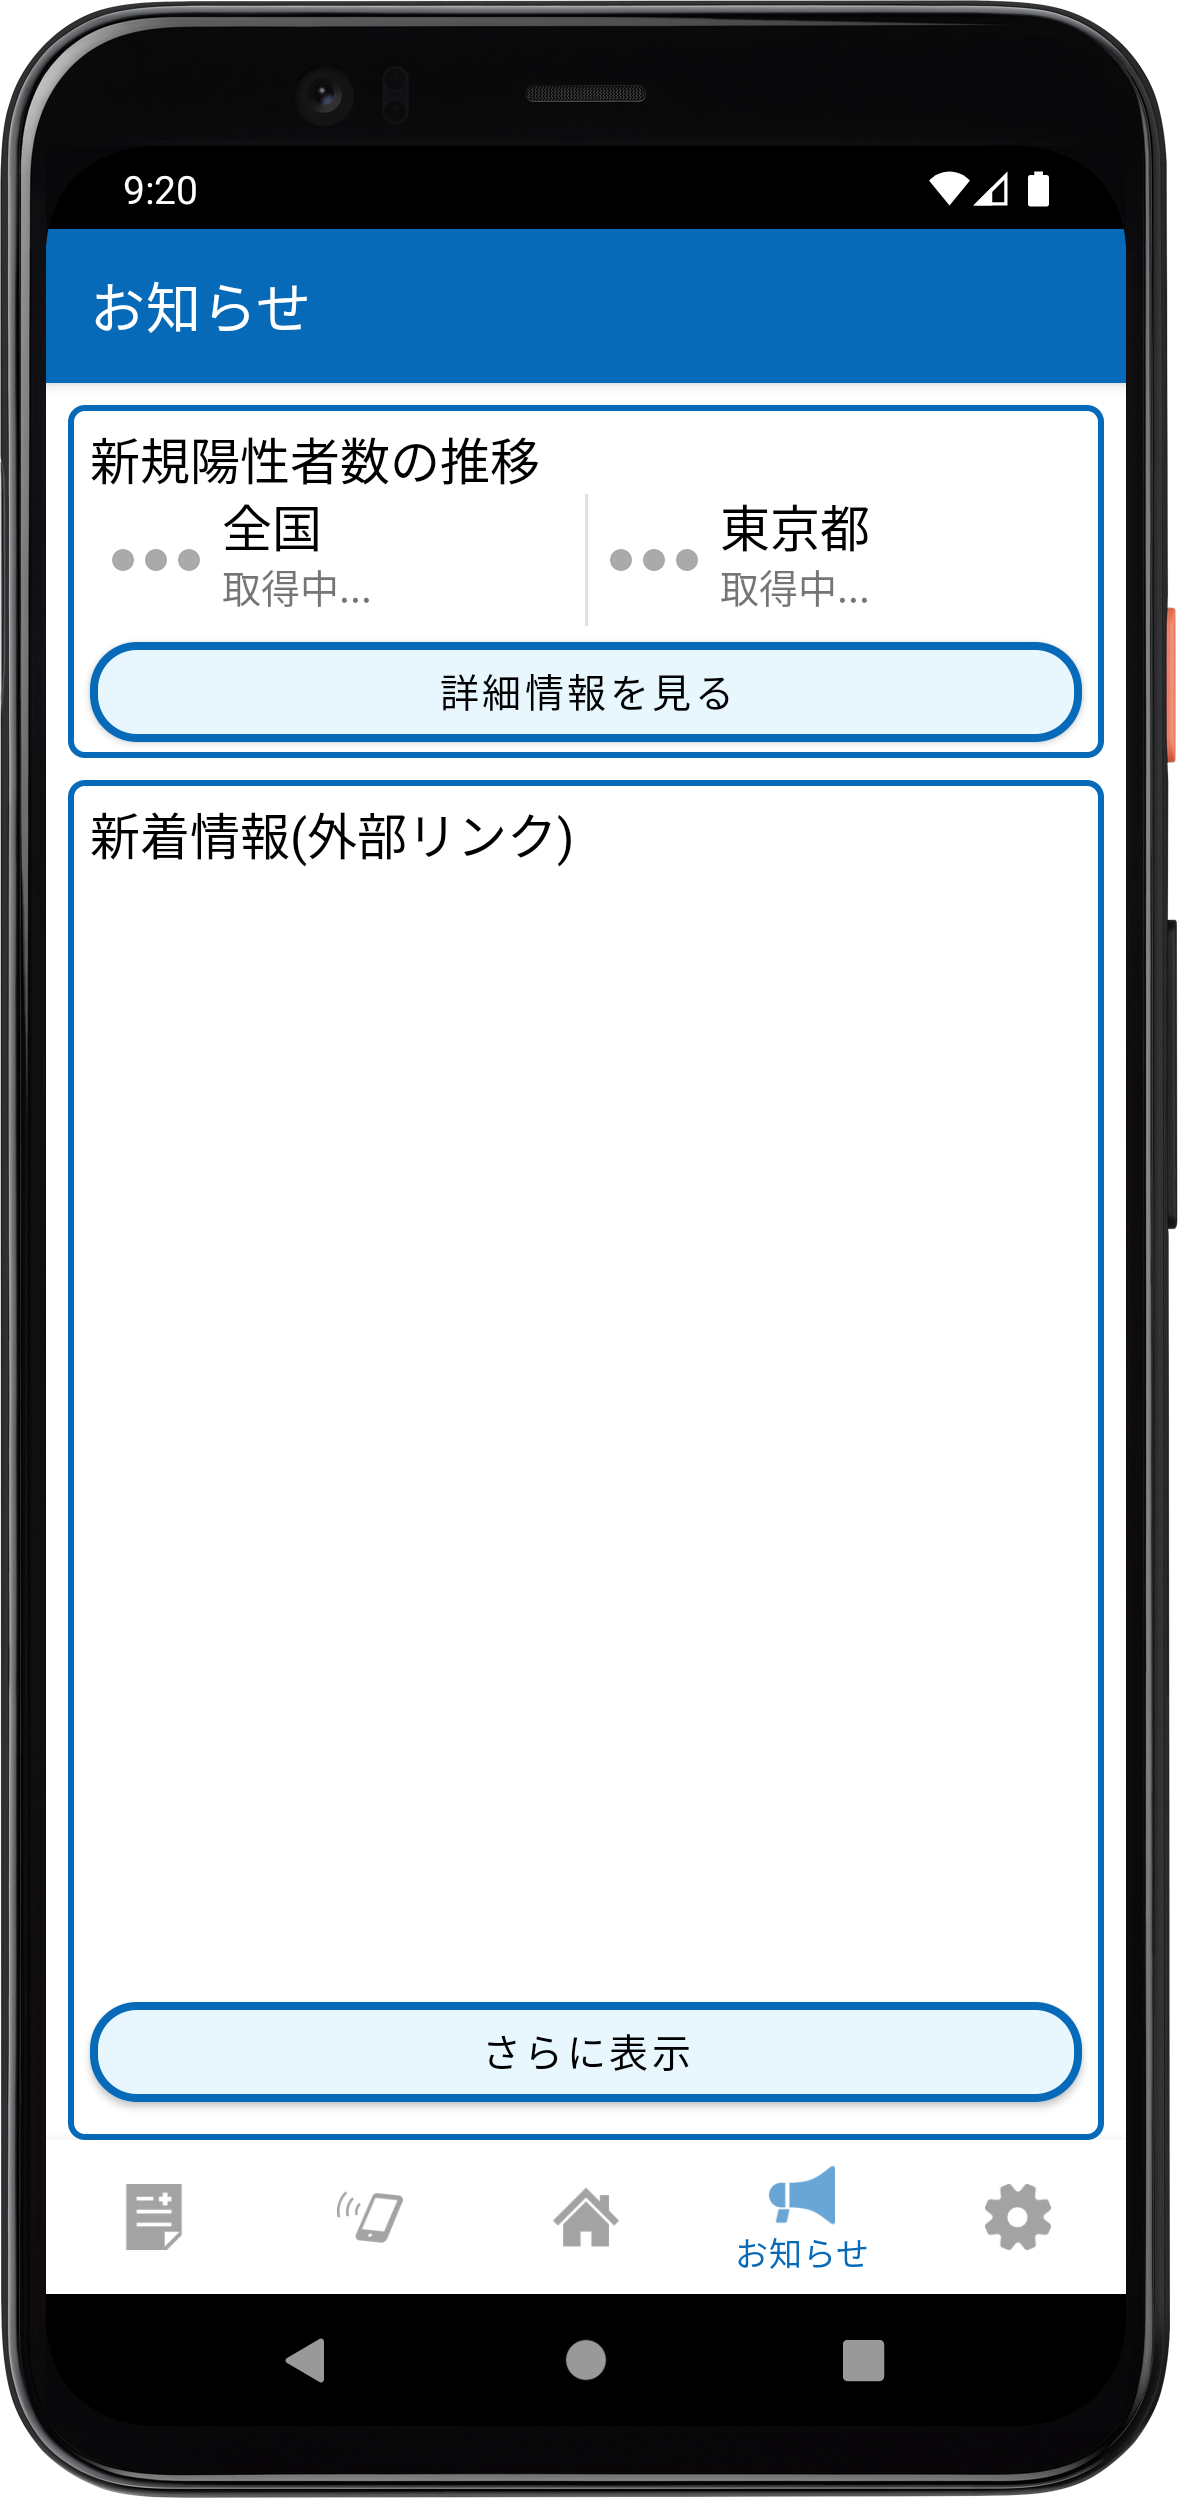 9:20
お知らせ
新規陽性者数の推移
全国
取得中...
東京都
取得中...
詳細情報を見る
新着情報(外部リンク)
さらに表示
お知らせ